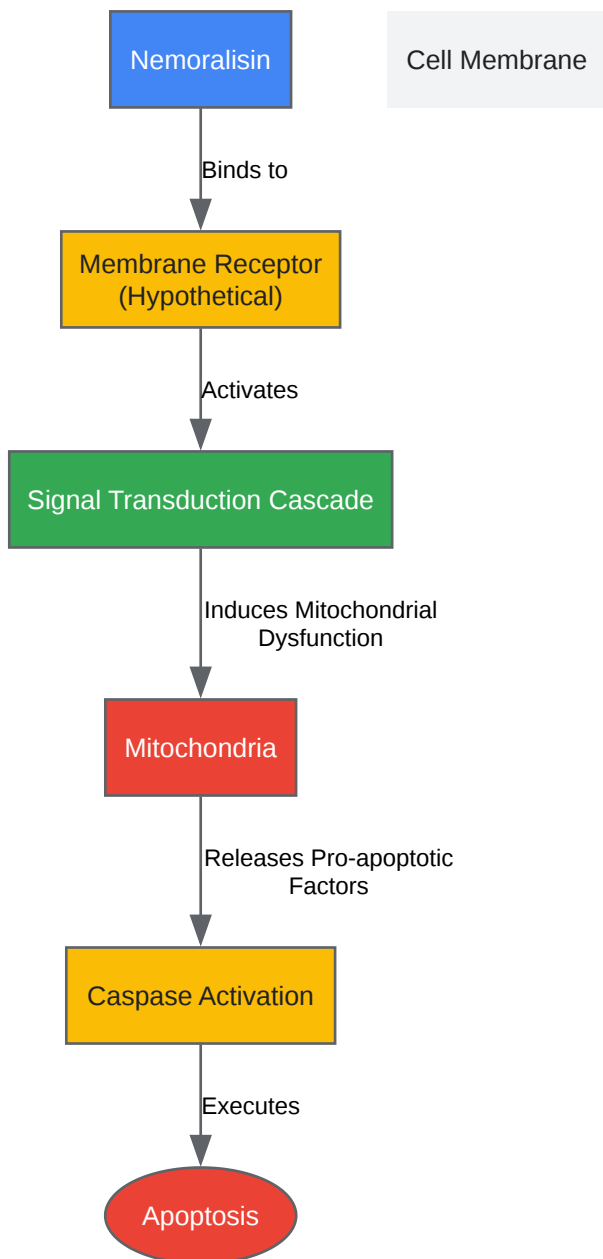 Nemoralisin
Cell Membrane
Binds to
Membrane Receptor
(Hypothetical)
Activates
Signal Transduction Cascade
Induces Mitochondrial
Dysfunction
Mitochondria
Releases Pro-apoptotic
Factors
Caspase Activation
Executes
Apoptosis